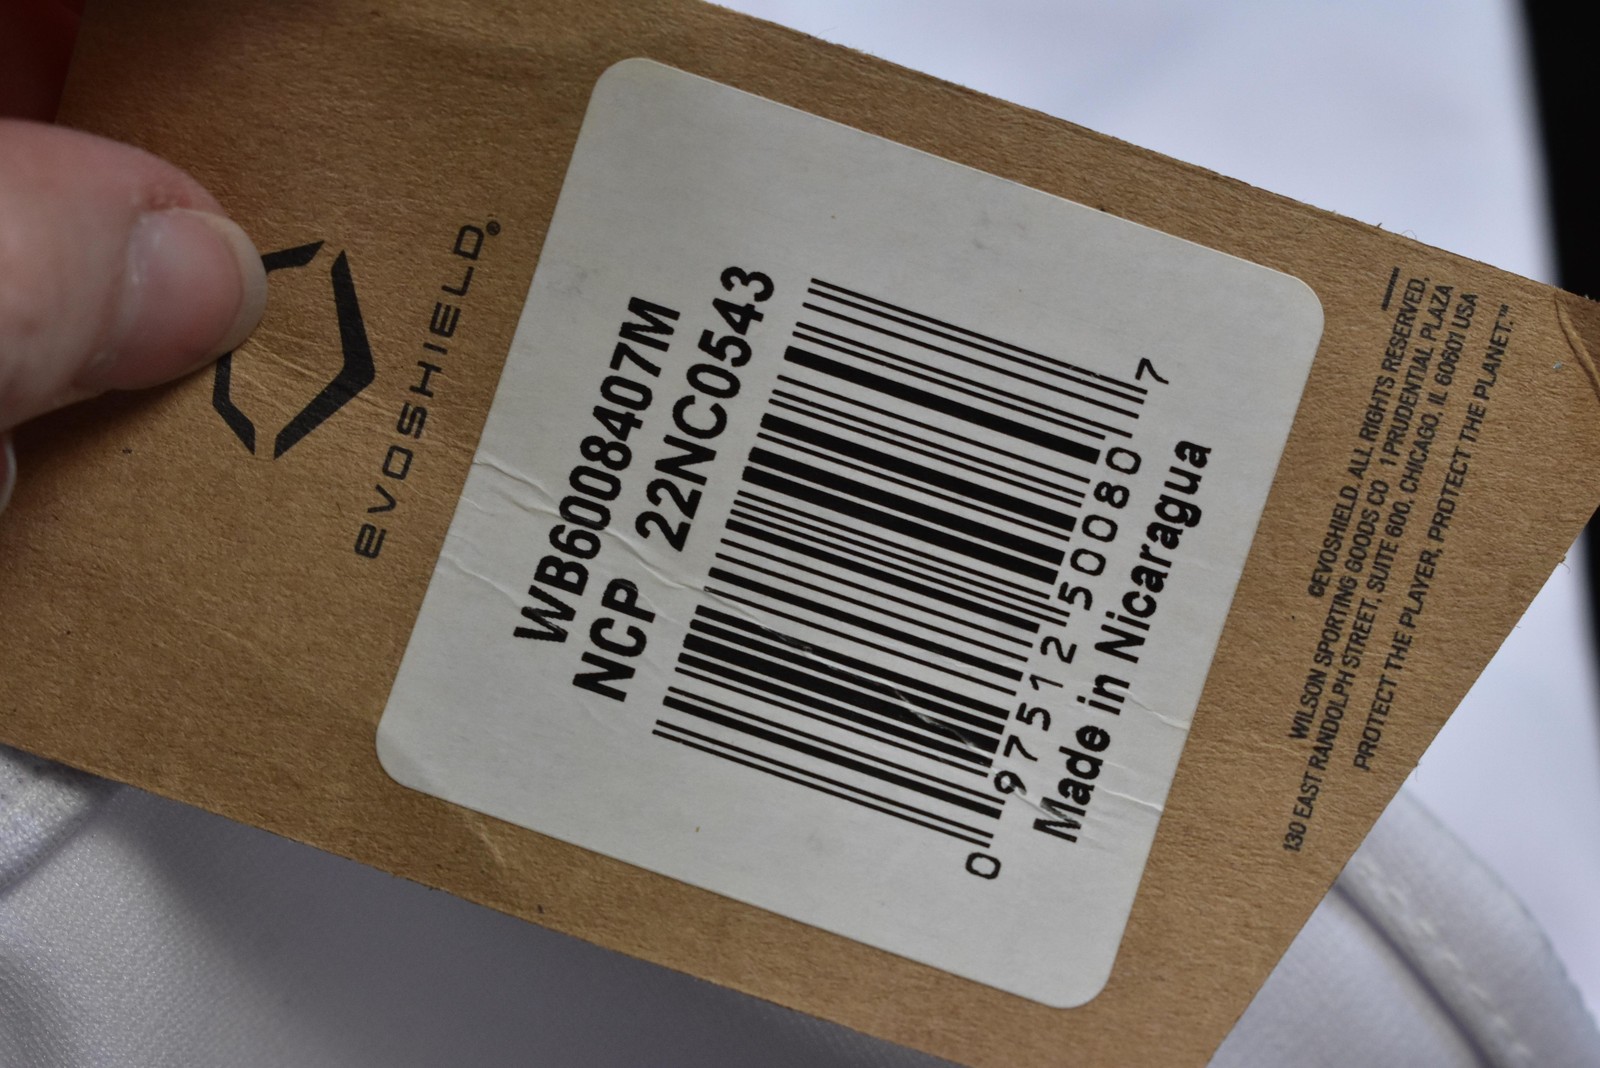 EVOSHIELD®
WB6008407M
NCP 22NC0543
0 97512 50080 7
Made in Nicaragua
©EVOSHIELD. ALL RIGHTS RESERVED.
WILSON SPORTING GOODS CO 1 PRUDENTIAL PLAZA
130 EAST RANDOLPH STREET, SUITE 600, CHICAGO, IL 60601 USA
PROTECT THE PLAYER. PROTECT THE PLANET.™